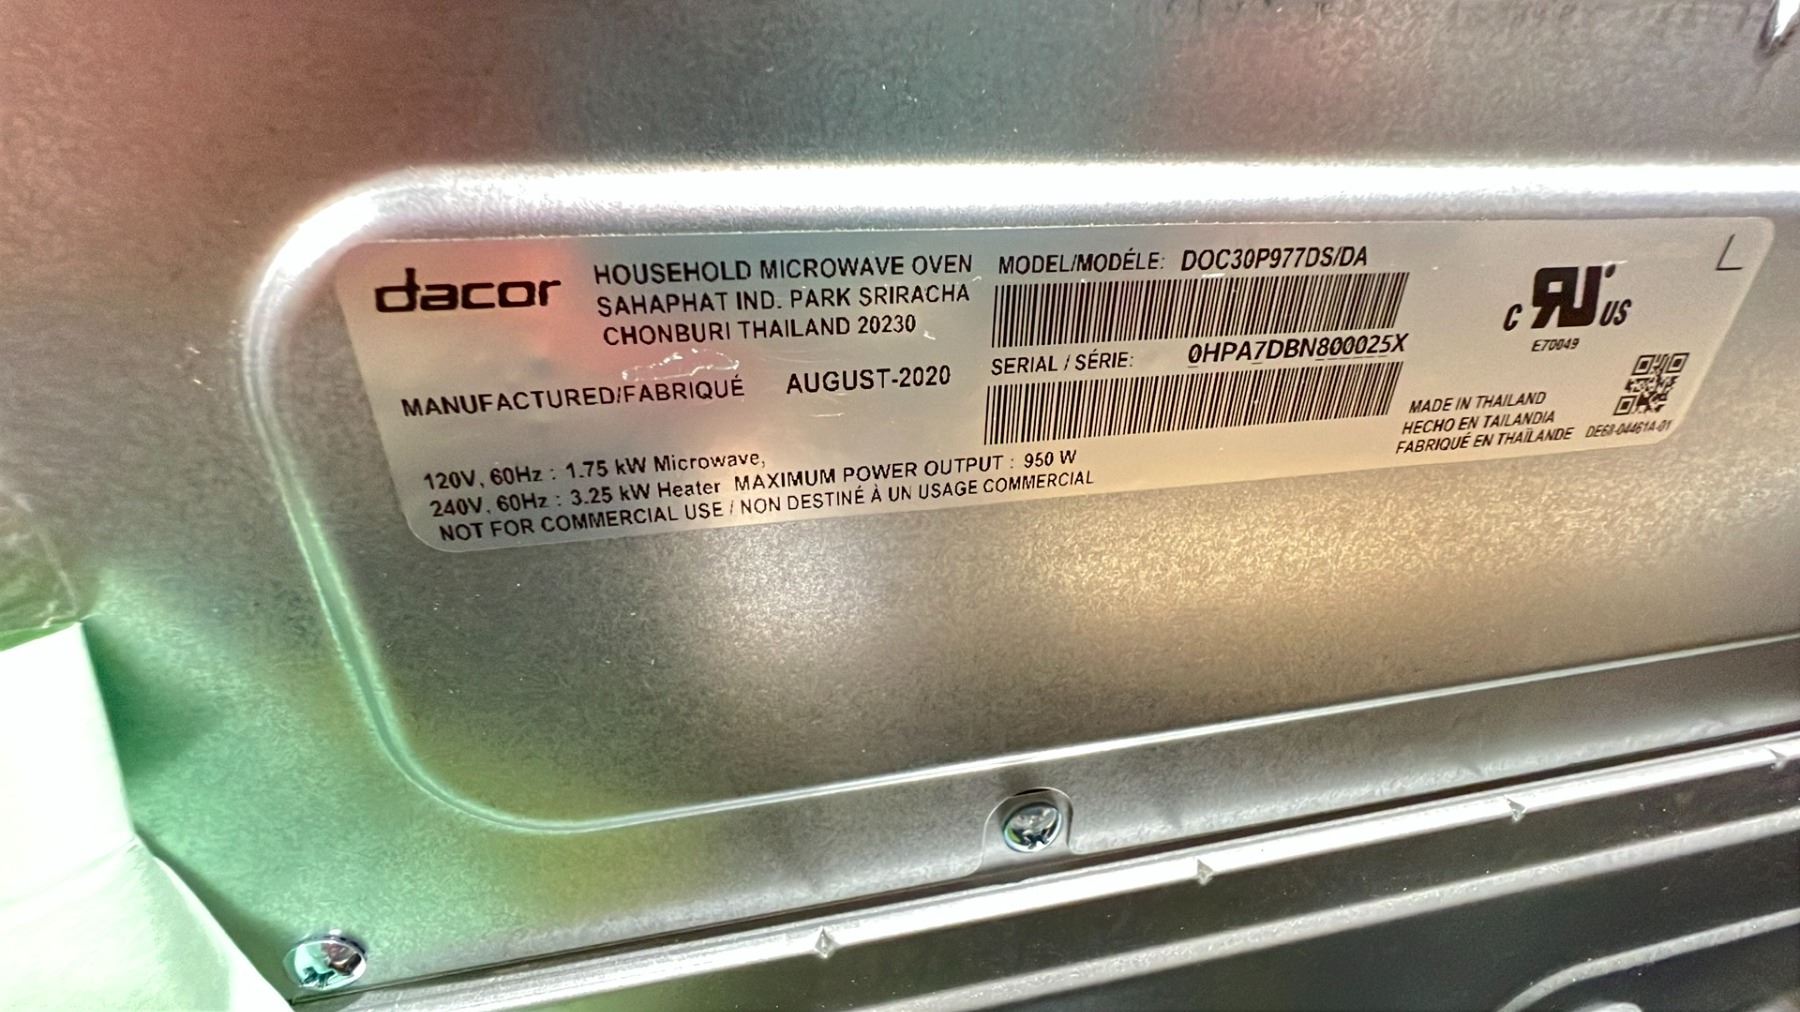 dacor
HOUSEHOLD MICROWAVE OVEN
SAHAPHAT IND. PARK SRIRACHA
CHONBURI THAILAND 20230
MANUFACTURED/FABRIQUÉ AUGUST-2020
120V, 60Hz : 1.75 kW Microwave,
240V, 60Hz : 3.25 kW Heater MAXIMUM POWER OUTPUT : 950 W
NOT FOR COMMERCIAL USE / NON DESTINÉ À UN USAGE COMMERCIAL
MODEL/MODÉLE: DOC30P977DS/DA
SERIAL / SÉRIE: 0HPA7DBN800025X
c RU US
E70049
MADE IN THAILAND
HECHO EN TAILANDIA
FABRIQUÉ EN THAÏLANDE
DE68-04461A-01
L